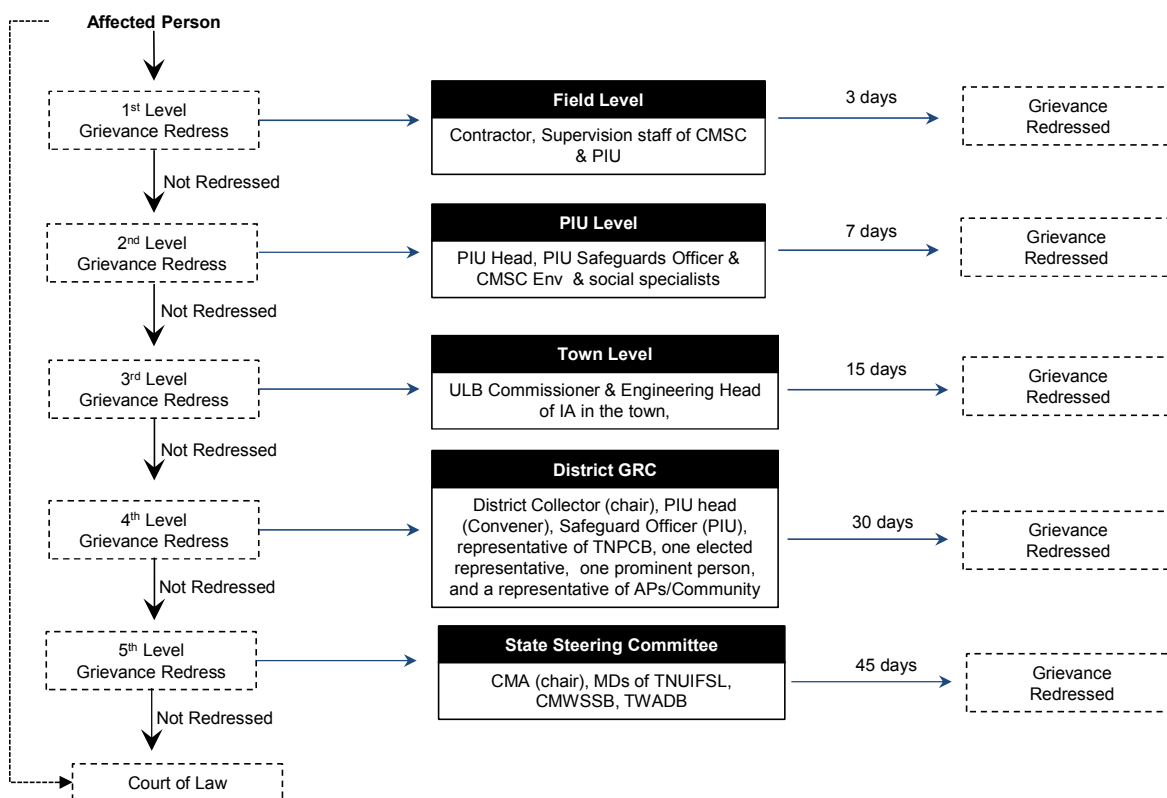 Affected Person
1st Level
Grievance Redress
Field Level
Contractor, Supervision staff of CMSC
& PIU
3 days
Grievance
Redressed
Not Redressed
2nd Level
Grievance Redress
PIU Level
PIU Head, PIU Safeguards Officer &
CMSC Env & social specialists
7 days
Grievance
Redressed
Not Redressed
3rd Level
Grievance Redress
Town Level
ULB Commissioner & Engineering Head
of IA in the town,
15 days
Grievance
Redressed
Not Redressed
4th Level
Grievance Redress
District GRC
District Collector (chair), PIU head
(Convener), Safeguard Officer (PIU),
representative of TNPCB, one elected
representative, one prominent person,
and a representative of APs/Community
30 days
Grievance
Redressed
Not Redressed
5th Level
Grievance Redress
State Steering Committee
CMA (chair), MDs of TNUIFSL,
CMWSSB, TWADB
45 days
Grievance
Redressed
Not Redressed
Court of Law